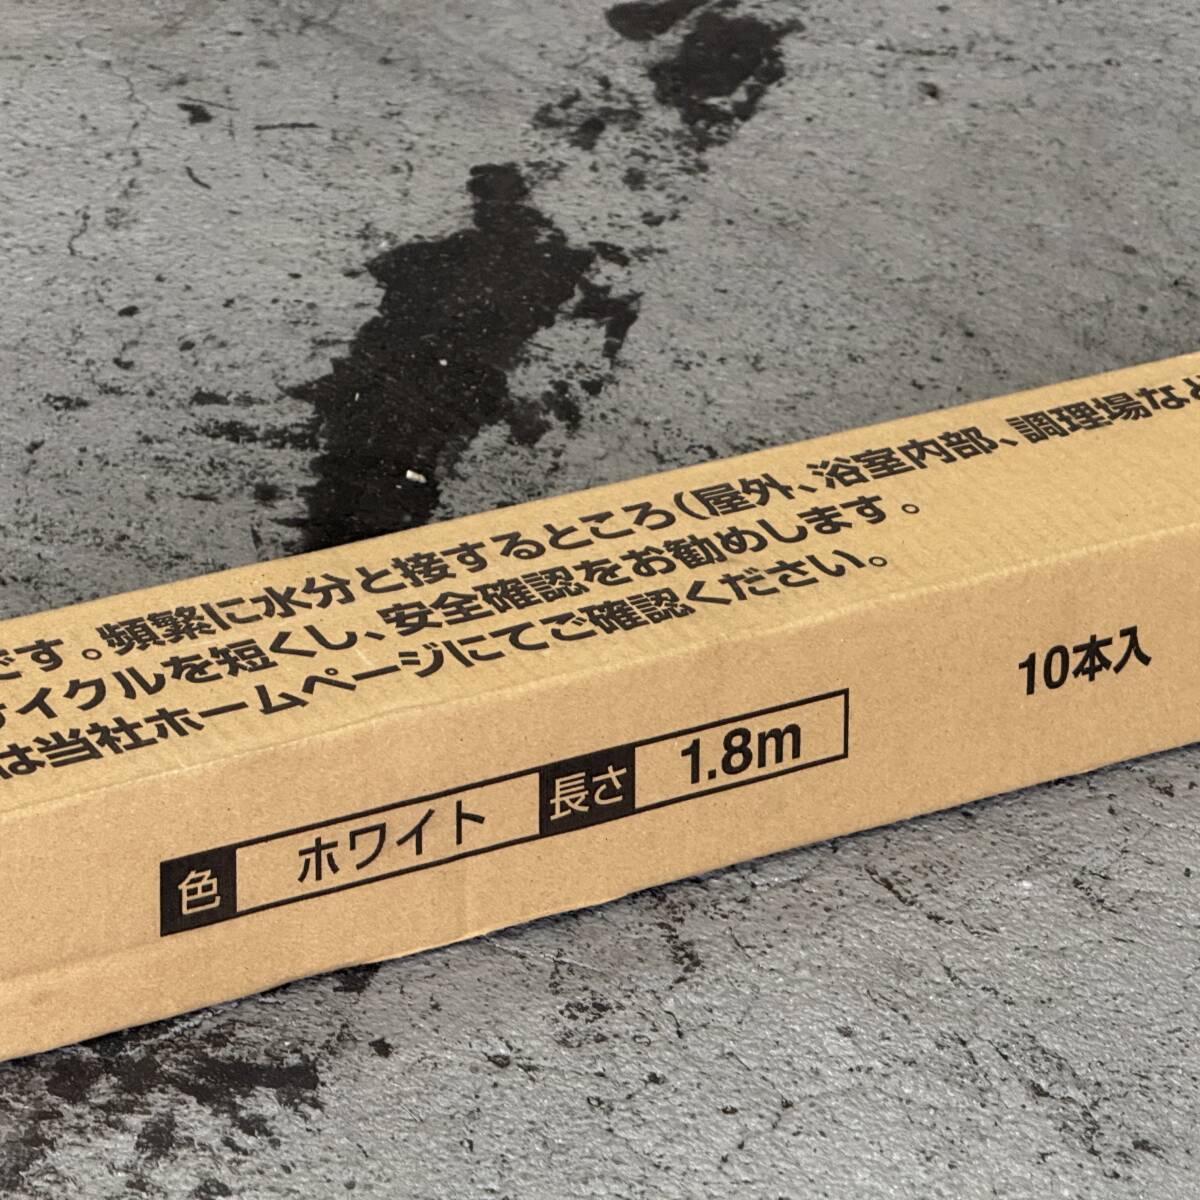 です。頻繁に水分と接するところ(屋外、浴室内部、調理場など
サイクルを短くし、安全確認をお勧めします。
は当社ホームページにてご確認ください。
10本入
色 ホワイト 長さ 1.8m